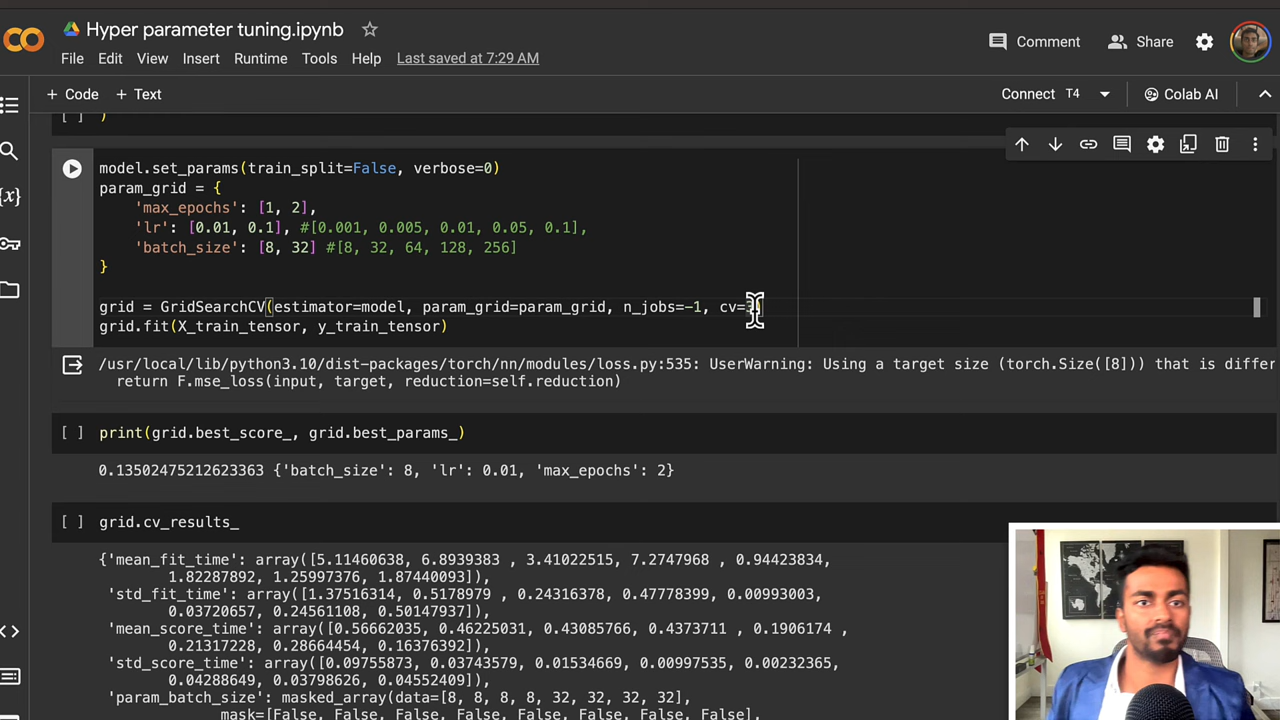 Hyper parameter tuning.ipynb
File Edit View Insert Runtime Tools Help Last saved at 7:29 AM
Comment Share
+ Code + Text
Connect T4 Colab AI
[ ] )
model.set_params(train_split=False, verbose=0)
param_grid = {
'max_epochs': [1, 2],
'lr': [0.01, 0.1], #[0.001, 0.005, 0.01, 0.05, 0.1],
'batch_size': [8, 32] #[8, 32, 64, 128, 256]
}
grid = GridSearchCV(estimator=model, param_grid=param_grid, n_jobs=-1, cv=
grid.fit(X_train_tensor, y_train_tensor)
/usr/local/lib/python3.10/dist-packages/torch/nn/modules/loss.py:535: UserWarning: Using a target size (torch.Size([8])) that is differ
return F.mse_loss(input, target, reduction=self.reduction)
[ ] print(grid.best_score_, grid.best_params_)
0.13502475212623363 {'batch_size': 8, 'lr': 0.01, 'max_epochs': 2}
[ ] grid.cv_results_
{'mean_fit_time': array([5.11460638, 6.8939383 , 3.41022515, 7.2747968 , 0.94423834,
1.82287892, 1.25997376, 1.87440093]),
'std_fit_time': array([1.37516314, 0.5178979 , 0.24316378, 0.47778399, 0.00993003,
0.03720657, 0.24561108, 0.50147937]),
'mean_score_time': array([0.56662035, 0.46225031, 0.43085766, 0.4373711 , 0.1906174 ,
0.21317228, 0.28664454, 0.16376392]),
'std_score_time': array([0.09755873, 0.03743579, 0.01534669, 0.00997535, 0.00232365,
0.04288649, 0.03798626, 0.04552409]),
'param_batch_size': masked_array(data=[8, 8, 8, 8, 32, 32, 32, 32],
mask=[False, False, False, False, False, False, False, False],